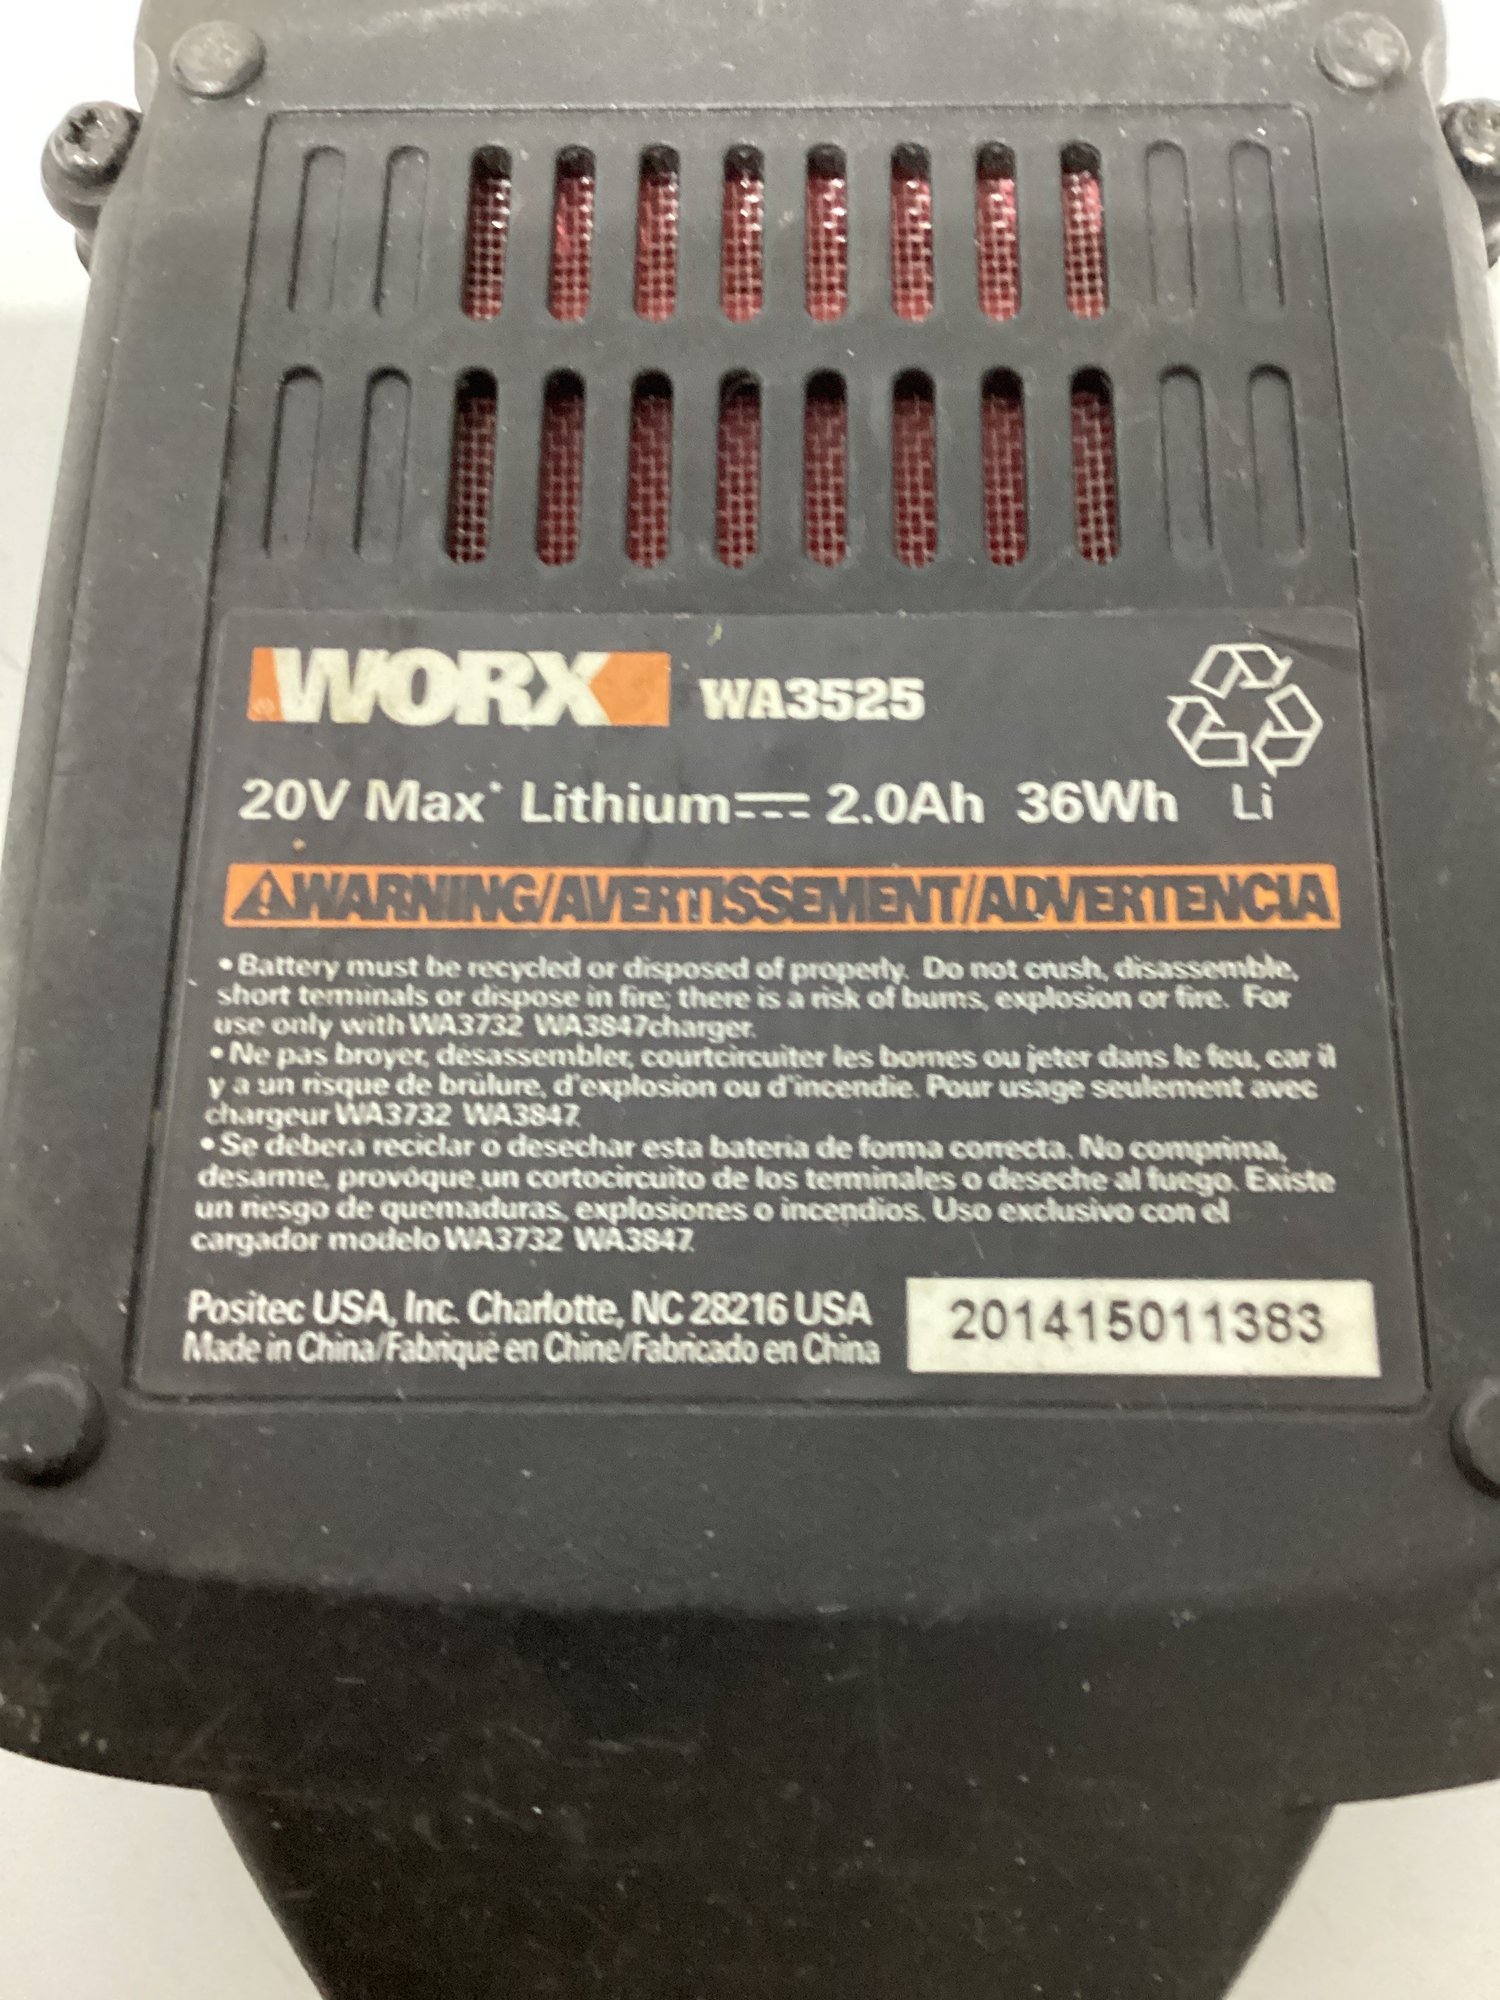 WORX WA3525
20V Max* Lithium 2.0Ah 36Wh Li
WARNING/AVERTISSEMENT/ADVERTENCIA
• Battery must be recycled or disposed of properly. Do not crush, disassemble,
short terminals or dispose in fire; there is a risk of burns, explosion or fire. For
use only with WA3732 WA3847charger.
• Ne pas broyer, désassembler, courtcircuiter les bornes ou jeter dans le feu, car il
y a un risque de brûlure, d'explosion ou d'incendie. Pour usage seulement avec
chargeur WA3732 WA3847.
• Se deberá reciclar o desechar esta batería de forma correcta. No comprima,
desarme, provóque un cortocircuito de los terminales o deseche al fuego. Existe
un riesgo de quemaduras, explosiones o incendios. Uso exclusivo con el
cargador modelo WA3732 WA3847.
Positec USA, Inc. Charlotte, NC 28216 USA
Made in China/Fabriqué en Chine/Fabricado en China
201415011383